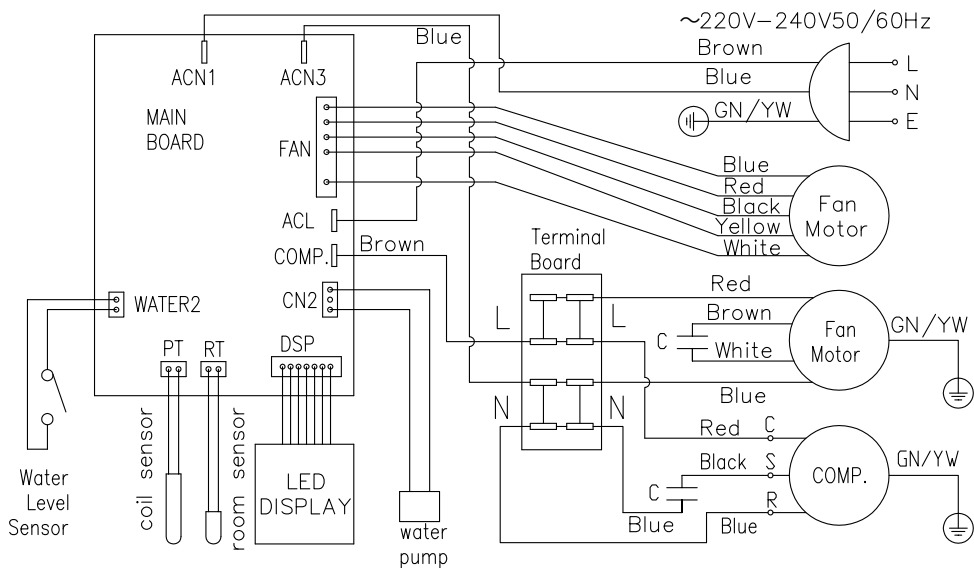 ~220V-240V50/60Hz
Blue
Brown
L
ACN1
ACN3
Blue
N
MAIN
BOARD
GN/YW
E
FAN
Blue
Red
Black
Yellow
White
Fan
Motor
ACL
COMP.
Brown
Terminal
Board
WATER2
CN2
L
L
Red
Brown
C
White
Fan
Motor
GN/YW
PT
RT
DSP
Blue
N
N
Red
C
Black
S
C
R
Blue
Blue
COMP.
GN/YW
Water
Level
Sensor
coil sensor
room sensor
LED
DISPLAY
water
pump